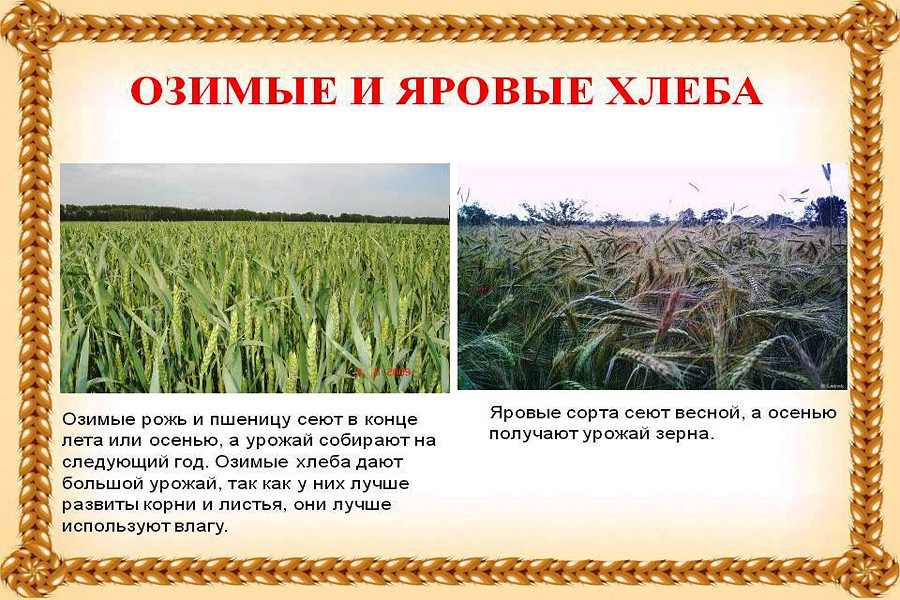 ОЗИМЫЕ И ЯРОВЫЕ ХЛЕБА
Озимые рожь и пшеницу сеют в конце
лета или осенью, а урожай собирают на
следующий год. Озимые хлеба дают
большой урожай, так как у них лучше
развиты корни и листья, они лучше
используют влагу.
Яровые сорта сеют весной, а осенью
получают урожай зерна.